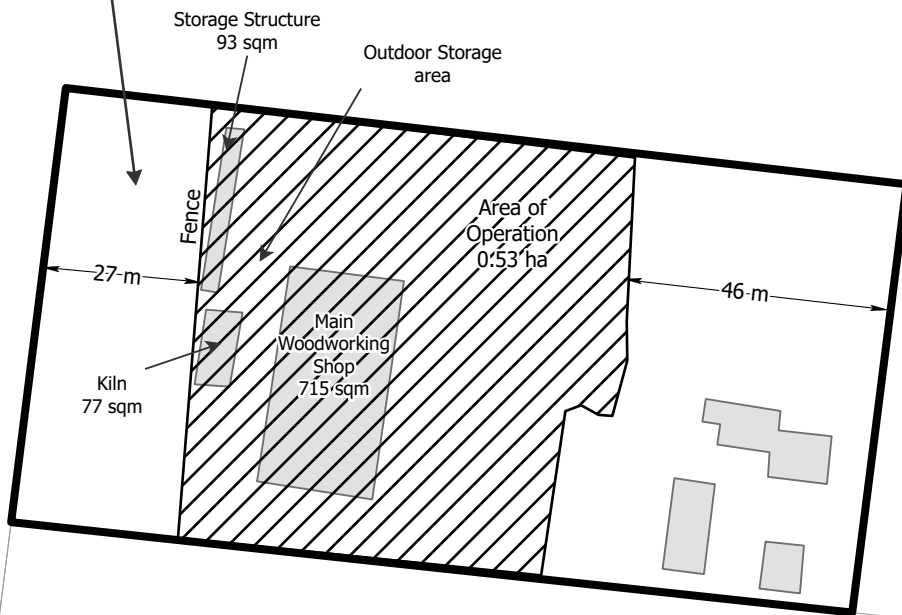 Storage Structure
93 sqm
Outdoor Storage
area
Fence
Area of
Operation
0.53 ha
27 m
46 m
Main
Woodworking
Shop
715 sqm
Kiln
77 sqm